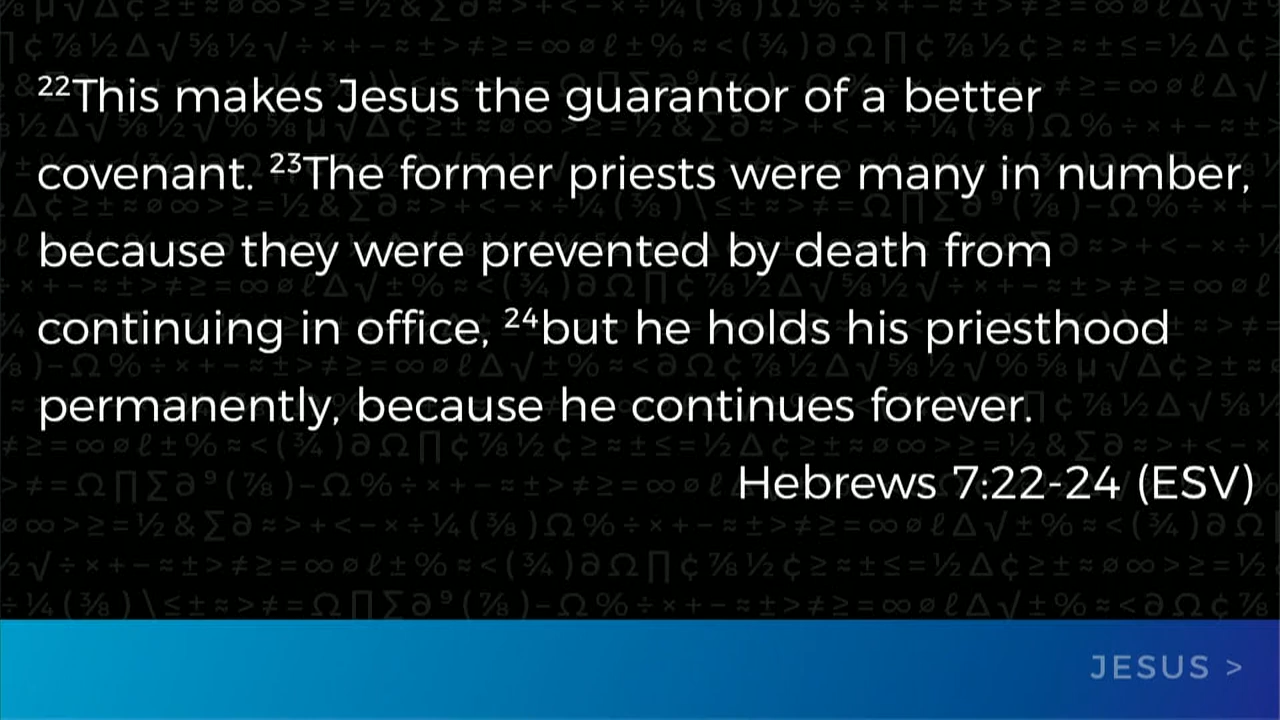 ²²This makes Jesus the guarantor of a better
covenant. ²³The former priests were many in number,
because they were prevented by death from
continuing in office, ²⁴but he holds his priesthood
permanently, because he continues forever.
Hebrews 7:22-24 (ESV)
JESUS >